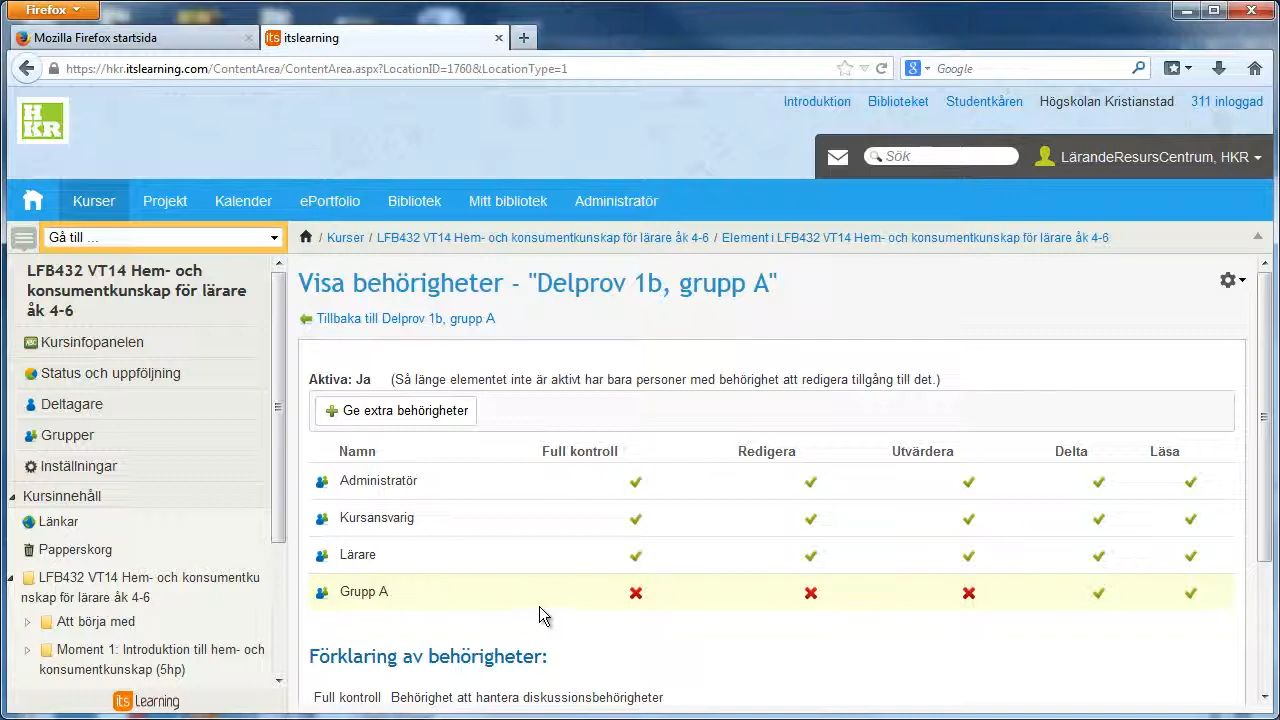 Firefox
Mozilla Firefox startsida
its itslearning
https://hkr.itslearning.com/ContentArea/ContentArea.aspx?LocationID=1760&LocationType=1
Google
HKR
Introduktion Biblioteket Studentkåren Högskolan Kristianstad 311 inloggad
Sök
LärandeResursCentrum, HKR
Kurser Projekt Kalender ePortfolio Bibliotek Mitt bibliotek Administratör
Gå till ...
/ Kurser / LFB432 VT14 Hem- och konsumentkunskap för lärare åk 4-6 / Element i LFB432 VT14 Hem- och konsumentkunskap för lärare åk 4-6
LFB432 VT14 Hem- och
konsumentkunskap för lärare
åk 4-6
Kursinfopanelen
Status och uppföljning
Deltagare
Grupper
Inställningar
Kursinnehåll
Länkar
Papperskorg
LFB432 VT14 Hem- och konsumentku
nskap för lärare åk 4-6
Att börja med
Moment 1: Introduktion till hem- och
konsumentkunskap (5hp)
its learning
Visa behörigheter - "Delprov 1b, grupp A"
Tillbaka till Delprov 1b, grupp A
Aktiva: Ja (Så länge elementet inte är aktivt har bara personer med behörighet att redigera tillgång till det.)
Ge extra behörigheter
Namn Full kontroll Redigera Utvärdera Delta Läsa
Administratör
Kursansvarig
Lärare
Grupp A
Förklaring av behörigheter:
Full kontroll Behörighet att hantera diskussionsbehörigheter